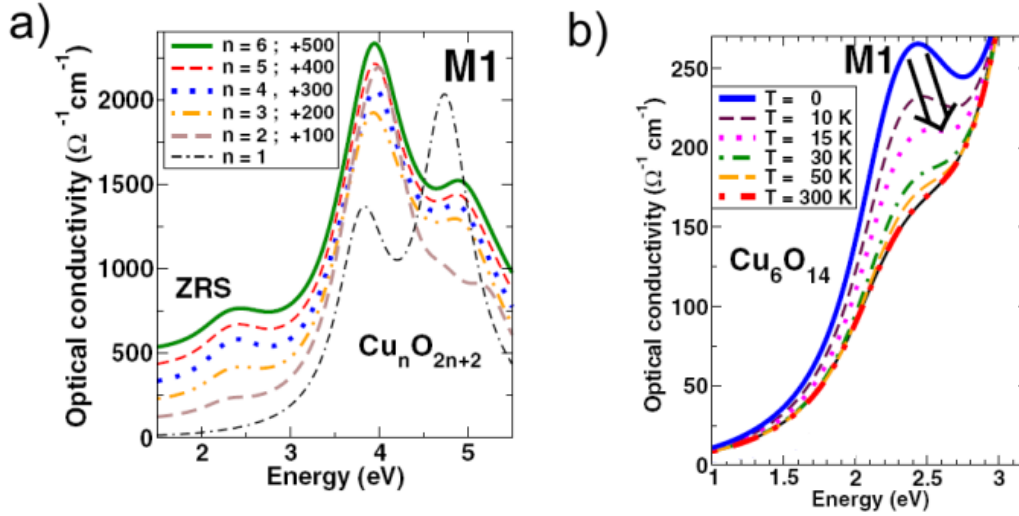 a)
Optical conductivity (Ω⁻¹ cm⁻¹)
2000
1500
1000
500
0
n = 6 ; +500
n = 5 ; +400
n = 4 ; +300
n = 3 ; +200
n = 2 ; +100
n = 1
M1
ZRS
CuₙO₂ₙ₊₂
2 3 4 5
Energy (eV)
b)
Optical conductivity (Ω⁻¹ cm⁻¹)
250
200
150
100
50
0
M1
T = 0
T = 10 K
T = 15 K
T = 30 K
T = 50 K
T = 300 K
Cu₆O₁₄
1 1.5 2 2.5 3
Energy (eV)